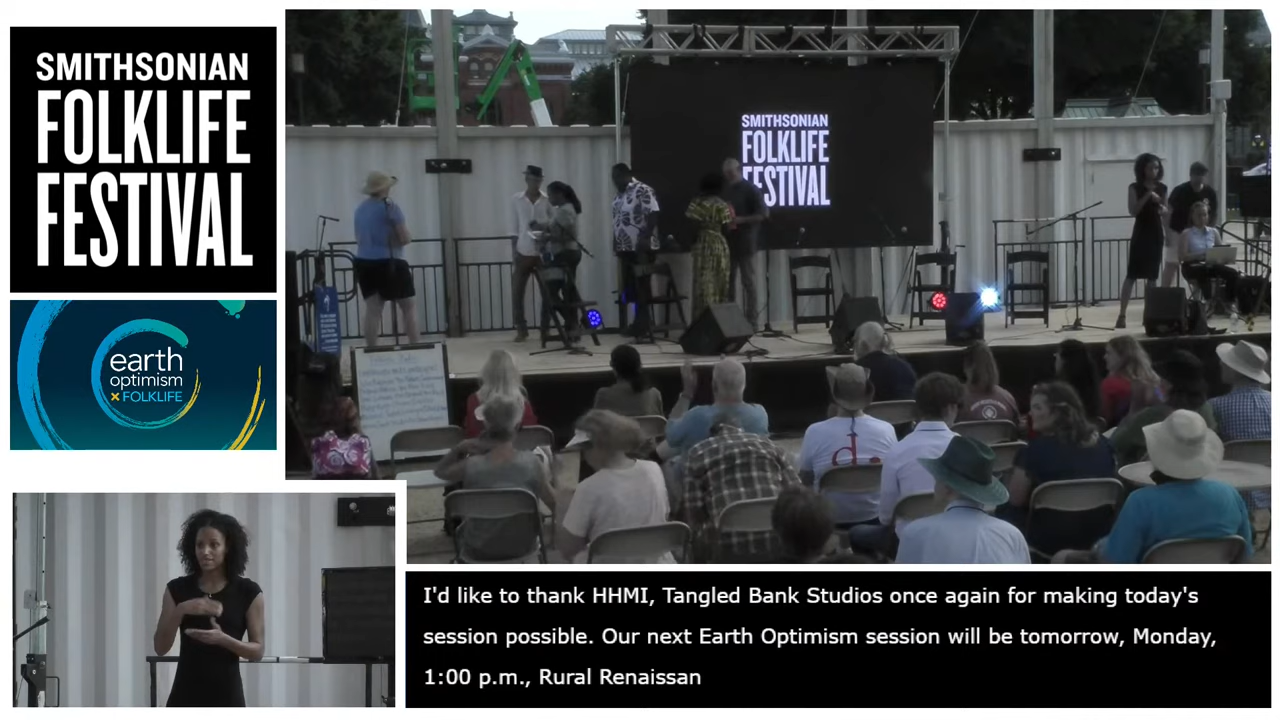 SMITHSONIAN
FOLKLIFE
FESTIVAL
earth
optimism
× FOLKLIFE
SMITHSONIAN
FOLKLIFE
FESTIVAL
I'd like to thank HHMI, Tangled Bank Studios once again for making today's
session possible. Our next Earth Optimism session will be tomorrow, Monday,
1:00 p.m., Rural Renaissan